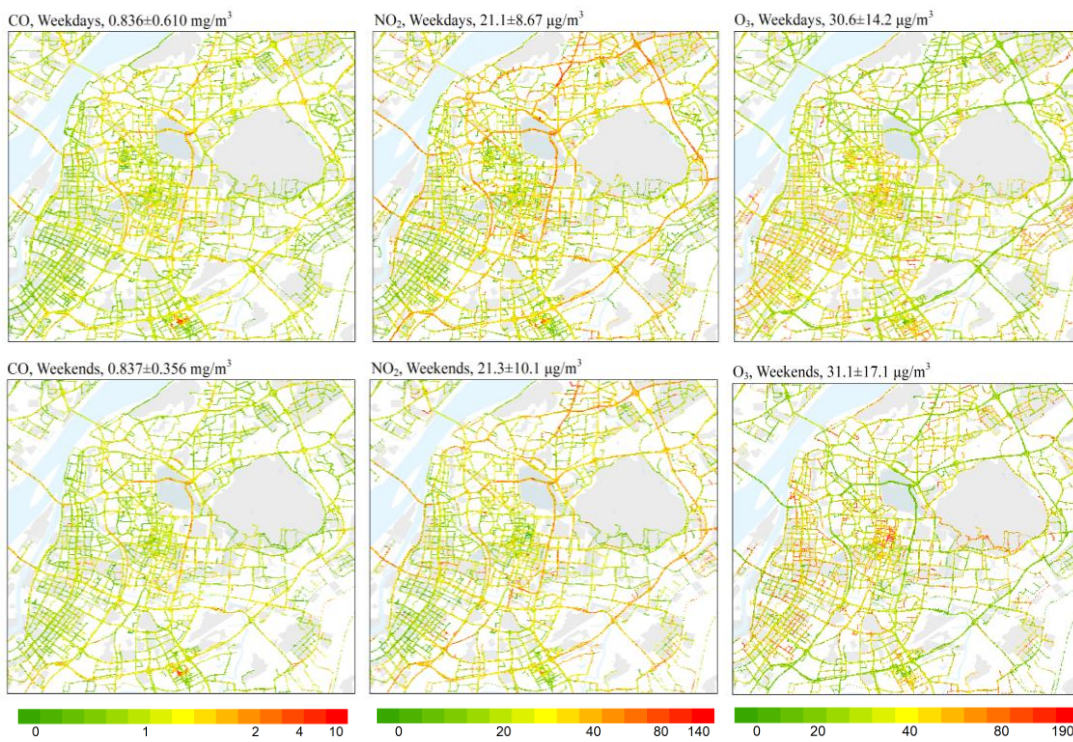 CO, Weekdays, 0.836±0.610 mg/m³
NO₂, Weekdays, 21.1±8.67 μg/m³
O₃, Weekdays, 30.6±14.2 μg/m³
CO, Weekends, 0.837±0.356 mg/m³
NO₂, Weekends, 21.3±10.1 μg/m³
O₃, Weekends, 31.1±17.1 μg/m³
0 1 2 4 10
0 20 40 80 140
0 20 40 80 190